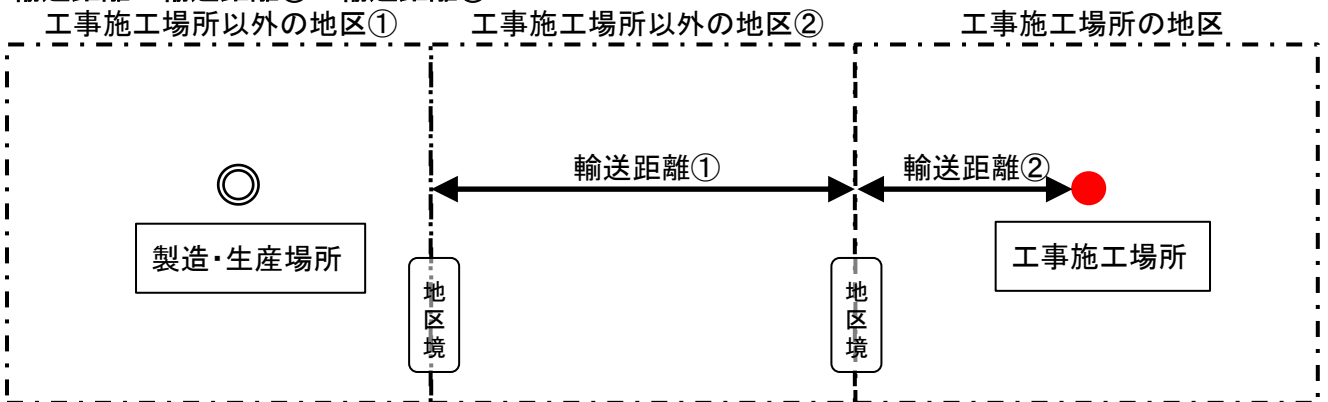 工事施工場所以外の地区①
工事施工場所以外の地区②
工事施工場所の地区
輸送距離①
輸送距離②
製造・生産場所
工事施工場所
地区境
地区境